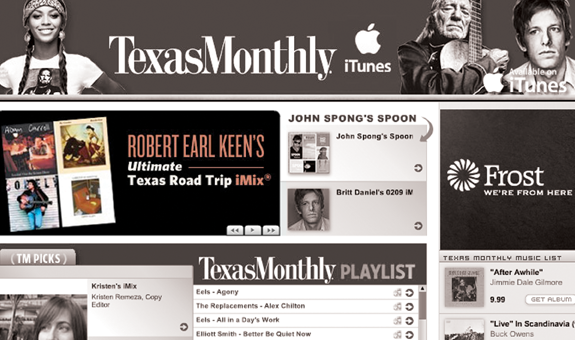 TexasMonthly
iTunes
Available on
iTunes
Adam Carroll
ROBERT EARL KEEN'S
Ultimate
Texas Road Trip iMix
JOHN SPONG'S SPOON
John Spong's Spoon
Britt Daniel's 0209 iM
Frost
WE'RE FROM HERE
( TM PICKS )
Kristen's iMix
Kristen Remeza, Copy
Editor
TexasMonthly PLAYLIST
Eels - Agony
The Replacements - Alex Chilton
Eels - All in a Day's Work
Elliott Smith - Better Be Quiet Now
TEXAS MONTHLY MUSIC LIST
"After Awhile"
Jimmie Dale Gilmore
9.99 GET ALBUM
"Live" In Scandinavia (
Buck Owens